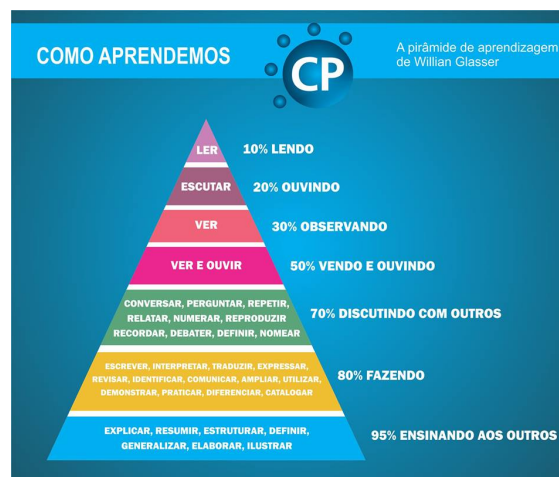 COMO APRENDEMOS
CP
A pirâmide de aprendizagem
de Willian Glasser
LER
10% LENDO
ESCUTAR
20% OUVINDO
VER
30% OBSERVANDO
VER E OUVIR
50% VENDO E OUVINDO
CONVERSAR, PERGUNTAR, REPETIR,
RELATAR, NUMERAR, REPRODUZIR
RECORDAR, DEBATER, DEFINIR, NOMEAR
70% DISCUTINDO COM OUTROS
ESCREVER, INTERPRETAR, TRADUZIR, EXPRESSAR,
REVISAR, IDENTIFICAR, COMUNICAR, AMPLIAR, UTILIZAR,
DEMONSTRAR, PRATICAR, DIFERENCIAR, CATALOGAR
80% FAZENDO
EXPLICAR, RESUMIR, ESTRUTURAR, DEFINIR,
GENERALIZAR, ELABORAR, ILUSTRAR
95% ENSINANDO AOS OUTROS